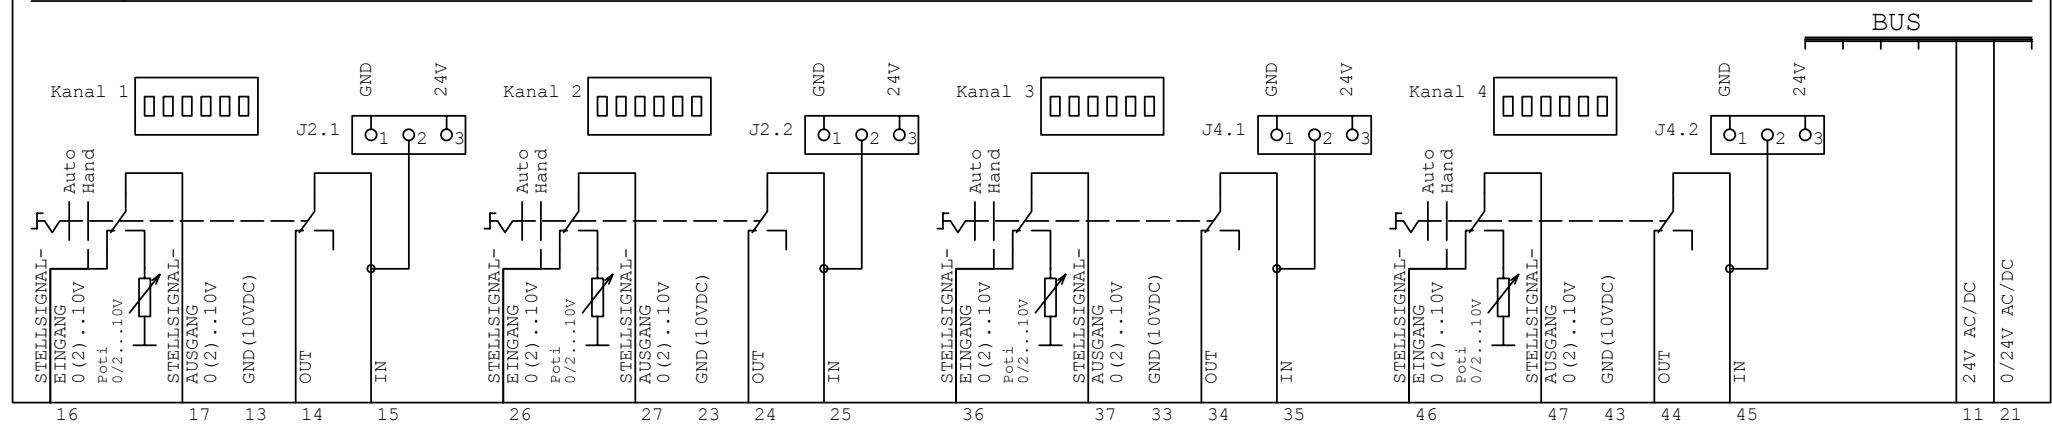 BUS
Kanal 1
GND
24V
J2.1
1 2 3
Auto
Hand
STELLSIGNAL-
EINGANG
0(2)..10V
Poti
0/2...10V
STELLSIGNAL-
AUSGANG
0(2)..10V
GND(10VDC)
OUT
IN
16 17 13 14 15
Kanal 2
GND
24V
J2.2
1 2 3
Auto
Hand
STELLSIGNAL-
EINGANG
0(2)..10V
Poti
0/2...10V
STELLSIGNAL-
AUSGANG
0(2)..10V
GND(10VDC)
OUT
IN
26 27 23 24 25
Kanal 3
GND
24V
J4.1
1 2 3
Auto
Hand
STELLSIGNAL-
EINGANG
0(2)..10V
Poti
0/2...10V
STELLSIGNAL-
AUSGANG
0(2)..10V
GND(10VDC)
OUT
IN
36 37 33 34 35
Kanal 4
GND
24V
J4.2
1 2 3
Auto
Hand
STELLSIGNAL-
EINGANG
0(2)..10V
Poti
0/2...10V
STELLSIGNAL-
AUSGANG
0(2)..10V
GND(10VDC)
OUT
IN
46 47 43 44 45
24V AC/DC
0/24V AC/DC
11 21